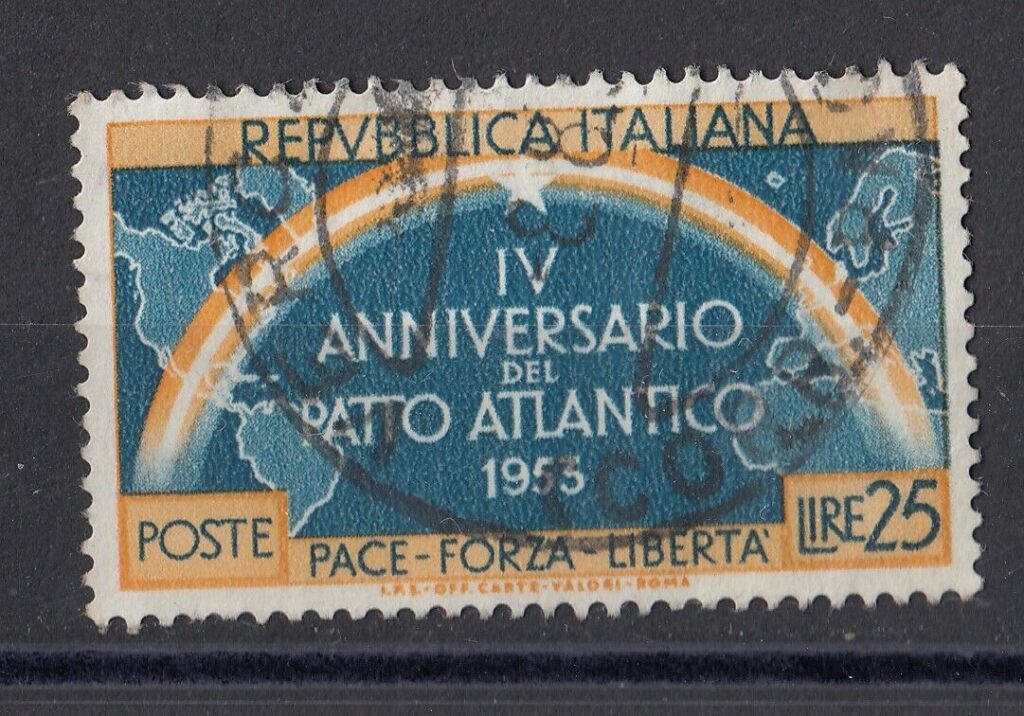 REPVBBLICA ITALIANA
IV
ANNIVERSARIO
DEL
PATTO ATLANTICO
1953
POSTE
LIRE 25
PACE-FORZA-LIBERTA'
I.P.S.-OFF. CARTE-VALORI-ROMA